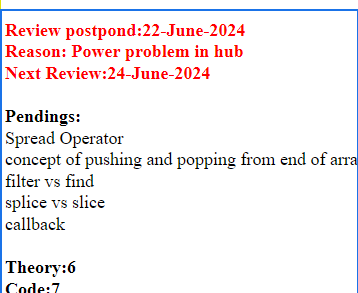 Review postpond:22-June-2024
Reason: Power problem in hub
Next Review:24-June-2024
Pendings:
Spread Operator
concept of pushing and popping from end of arra
filter vs find
splice vs slice
callback
Theory:6
Code:7